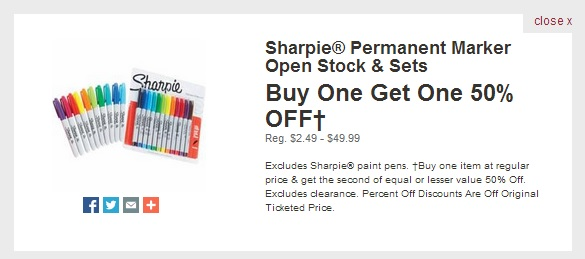 close x
Sharpie® Permanent Marker
Open Stock & Sets
Buy One Get One 50%
OFF†
Reg. $2.49 - $49.99
Excludes Sharpie® paint pens. †Buy one item at regular
price & get the second of equal or lesser value 50% Off.
Excludes clearance. Percent Off Discounts Are Off Original
Ticketed Price.
Sharpie